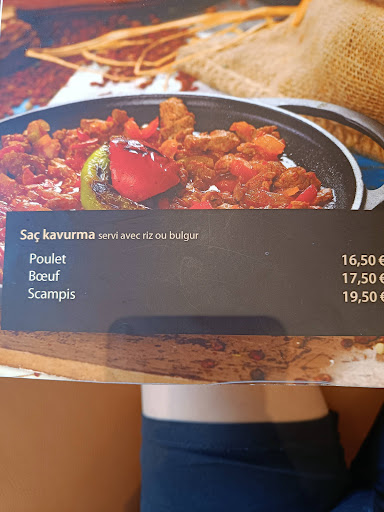 Saç kavurma servi avec riz ou bulgur
Poulet 16,50 €
Bœuf 17,50 €
Scampis 19,50 €